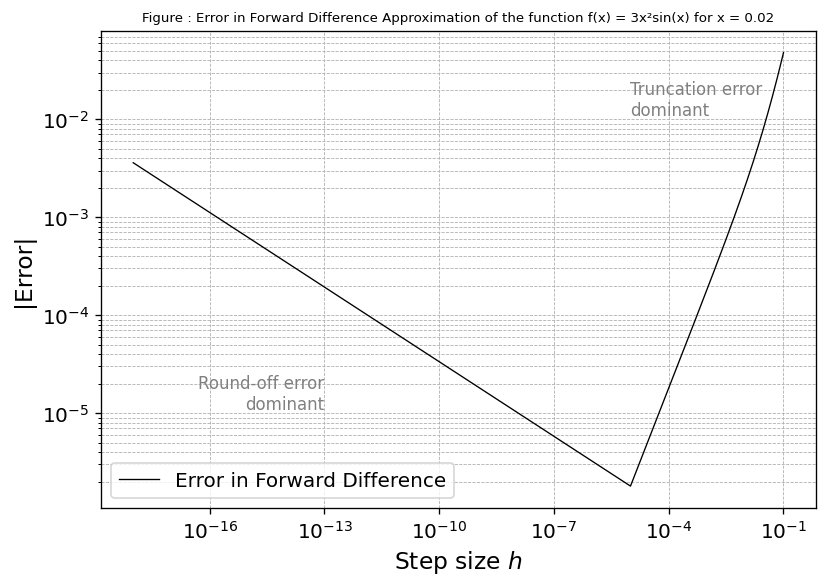 Figure : Error in Forward Difference Approximation of the function f(x) = 3x²sin(x) for x = 0.02
Truncation error
dominant
10⁻²
10⁻³
|Error|
10⁻⁴
Round-off error
dominant
10⁻⁵
Error in Forward Difference
10⁻¹⁶ 10⁻¹³ 10⁻¹⁰ 10⁻⁷ 10⁻⁴ 10⁻¹
Step size h